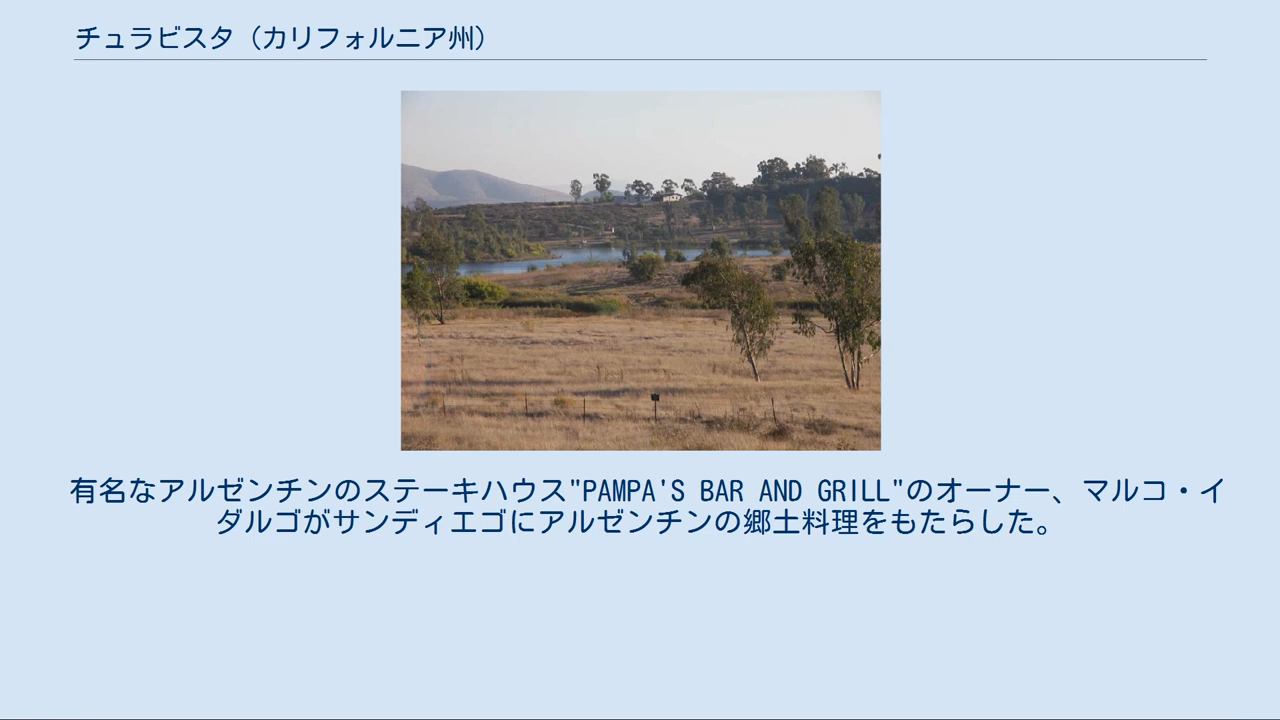 チュラビスタ（カリフォルニア州）
有名なアルゼンチンのステーキハウス"PAMPA'S BAR AND GRILL"のオーナー、マルコ・イ
ダルゴがサンディエゴにアルゼンチンの郷土料理をもたらした。